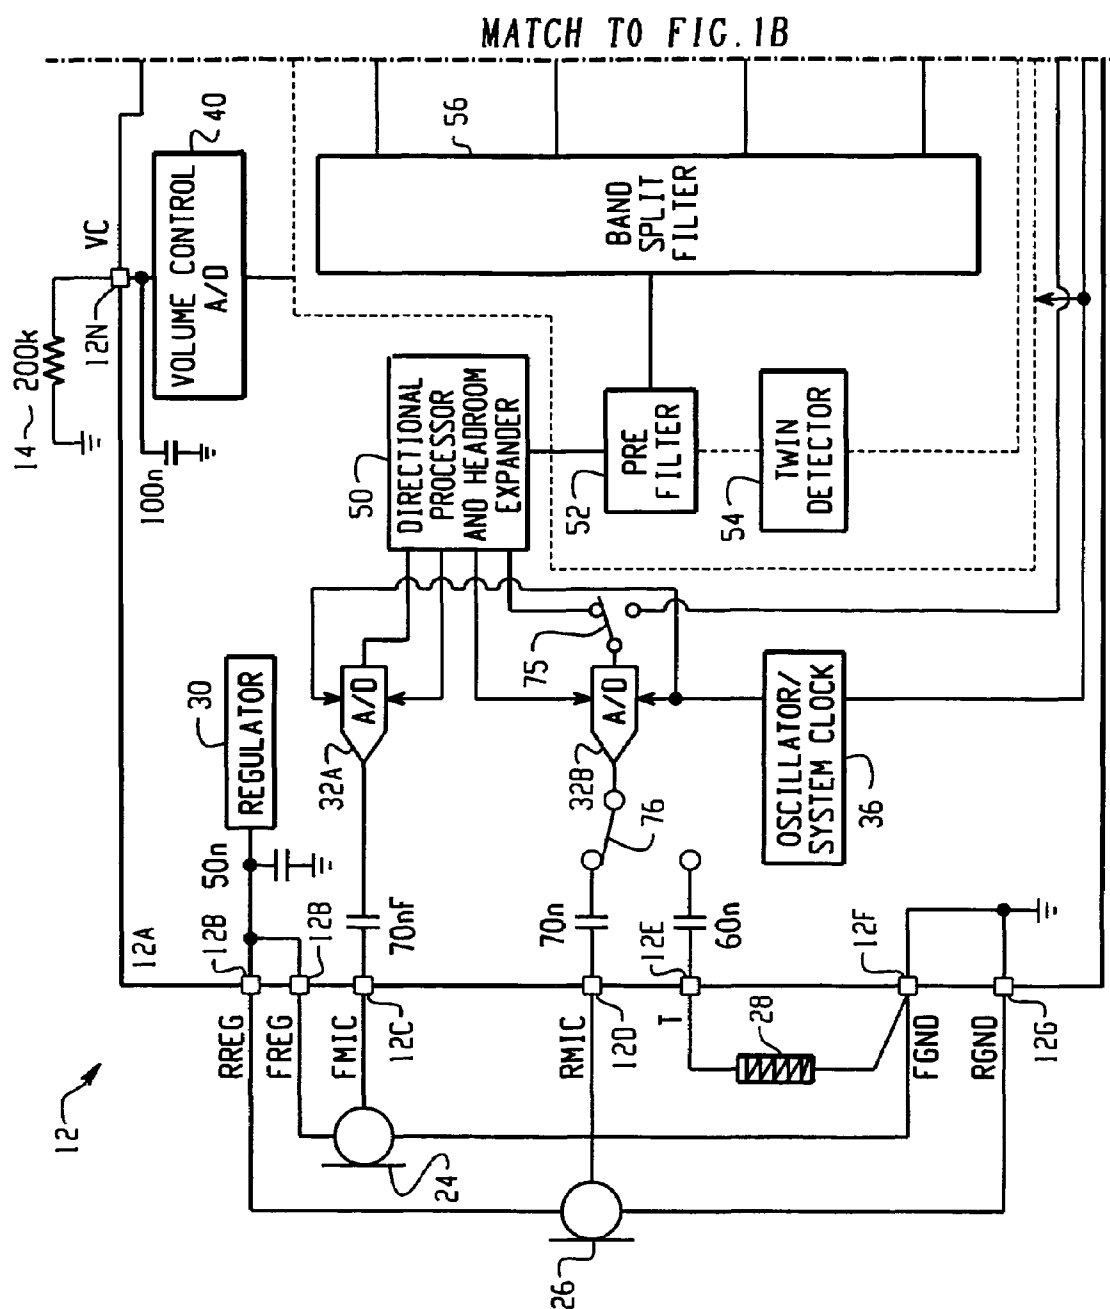 MATCH TO FIG.1B
12
12A
14
200k
100n
12N
VC
VOLUME CONTROL
A/D
40
BAND
SPLIT
FILTER
56
50
DIRECTIONAL
PROCESSOR
AND HEADROOM
EXPANDER
PRE
FILTER
52
TWIN
DETECTOR
54
REGULATOR
30
50n
12B
12B
RREG
FREG
FMIC
12C
70nF
32A
A/D
75
A/D
32B
76
70n
RMIC
12D
12E
60n
T
28
OSCILLATOR/
SYSTEM CLOCK
36
12F
FGND
RGND
12G
24
26